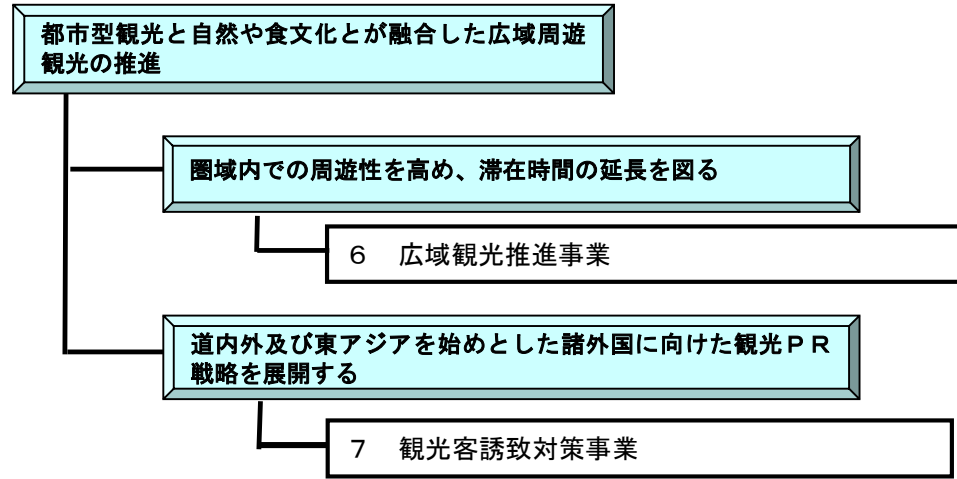 都市型観光と自然や食文化とが融合した広域周遊
観光の推進
圏域内での周遊性を高め、滞在時間の延長を図る
６　広域観光推進事業
道内外及び東アジアを始めとした諸外国に向けた観光ＰＲ
戦略を展開する
７　観光客誘致対策事業